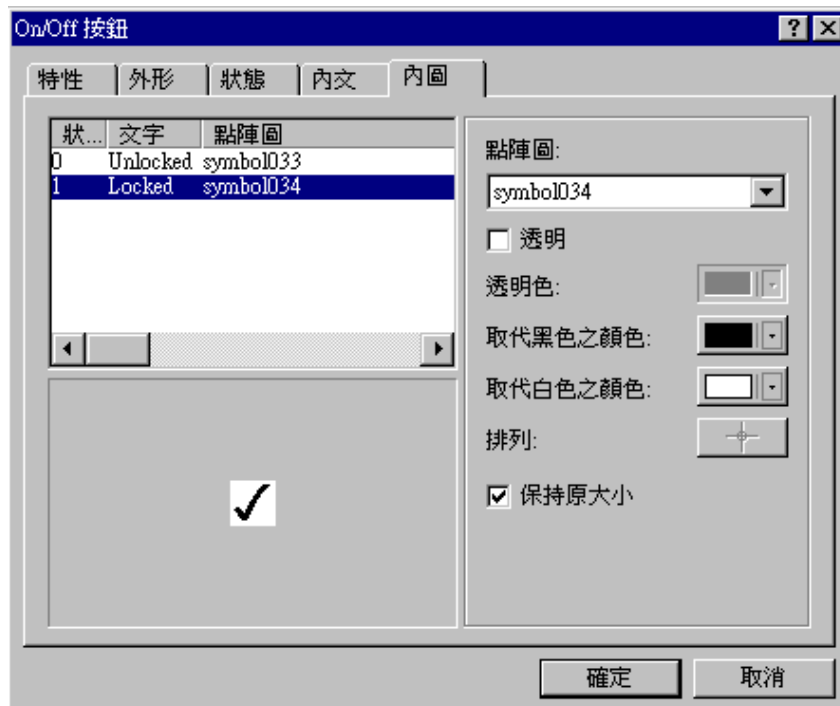 On/Off 按鈕
特性 外形 狀態 內文 內圖
狀... 文字 點陣圖
0 Unlocked symbol033
1 Locked symbol034
點陣圖:
symbol034
透明
透明色:
取代黑色之顏色:
取代白色之顏色:
排列:
保持原大小
確定 取消